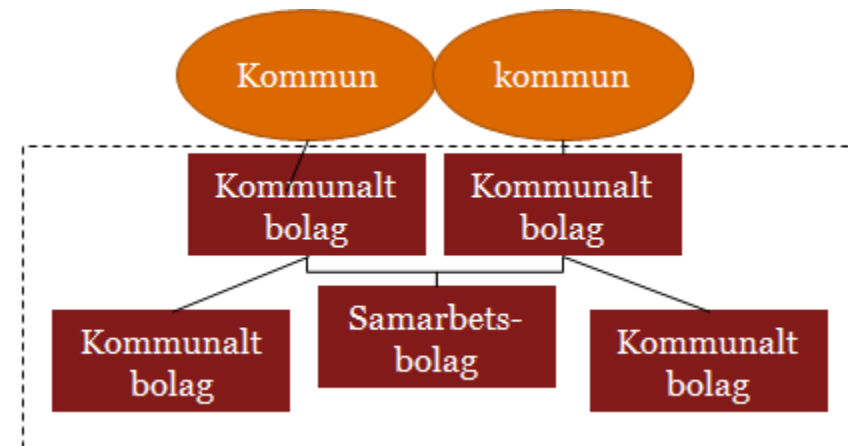 Kommun
kommun
Kommunalt
bolag
Kommunalt
bolag
Kommunalt
bolag
Samarbets-
bolag
Kommunalt
bolag